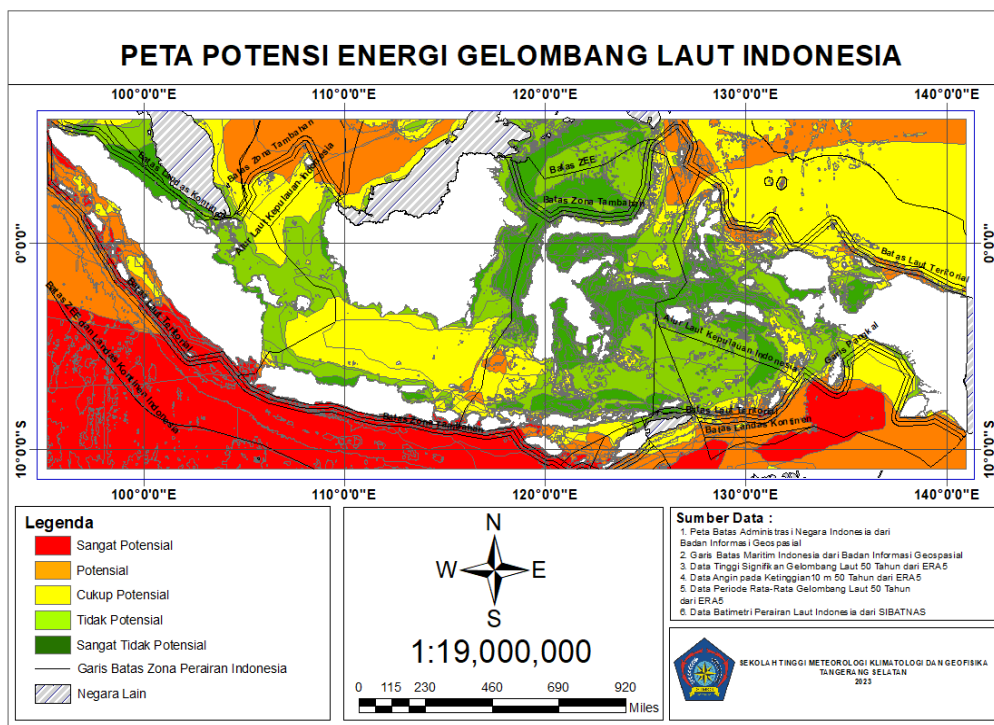 PETA POTENSI ENERGI GELOMBANG LAUT INDONESIA
100°0'0"E 110°0'0"E 120°0'0"E 130°0'0"E 140°0'0"E
Batas Zona Tambahan
Batas Landas Kontinen
Alur Laut Kepulauan Indonesia
Batas ZEE
Batas Zona Tambahan
0°0'0" 0°0'0"
Batas Laut Teritorial
Batas Laut Teritorial
Batas ZEE dan Landas Kontinen Indonesia
Alur Laut Kepulauan Indonesia
Garis Pangkal
Batas Zona Tambahan
Batas Laut Teritorial
Batas Landas Kontinen
10°0'0"S 10°0'0"S
100°0'0"E 110°0'0"E 120°0'0"E 130°0'0"E 140°0'0"E
Legenda
Sangat Potensial
Potensial
Cukup Potensial
Tidak Potensial
Sangat Tidak Potensial
Garis Batas Zona Perairan Indonesia
Negara Lain
N
W E
S
1:19,000,000
0 115 230 460 690 920
Miles
Sumber Data :
1. Peta Batas Administrasi Negara Indonesia dari
Badan Informasi Geospasial
2. Garis Batas Maritim Indonesia dari Badan Informasi Geospasial
3. Data Tinggi Signifikan Gelombang Laut 50 Tahun dari ERA5
4. Data Angin pada Ketinggian10 m 50 Tahun dari ERA5
5. Data Periode Rata-Rata Gelombang Laut 50 Tahun
dari ERA5
6. Data Batimetri Perairan Laut Indonesia dari SIBATNAS
SEKOLAH TINGGI METEOROLOGI KLIMATOLOGI DAN GEOFISIKA
TANGERANG SELATAN
2023